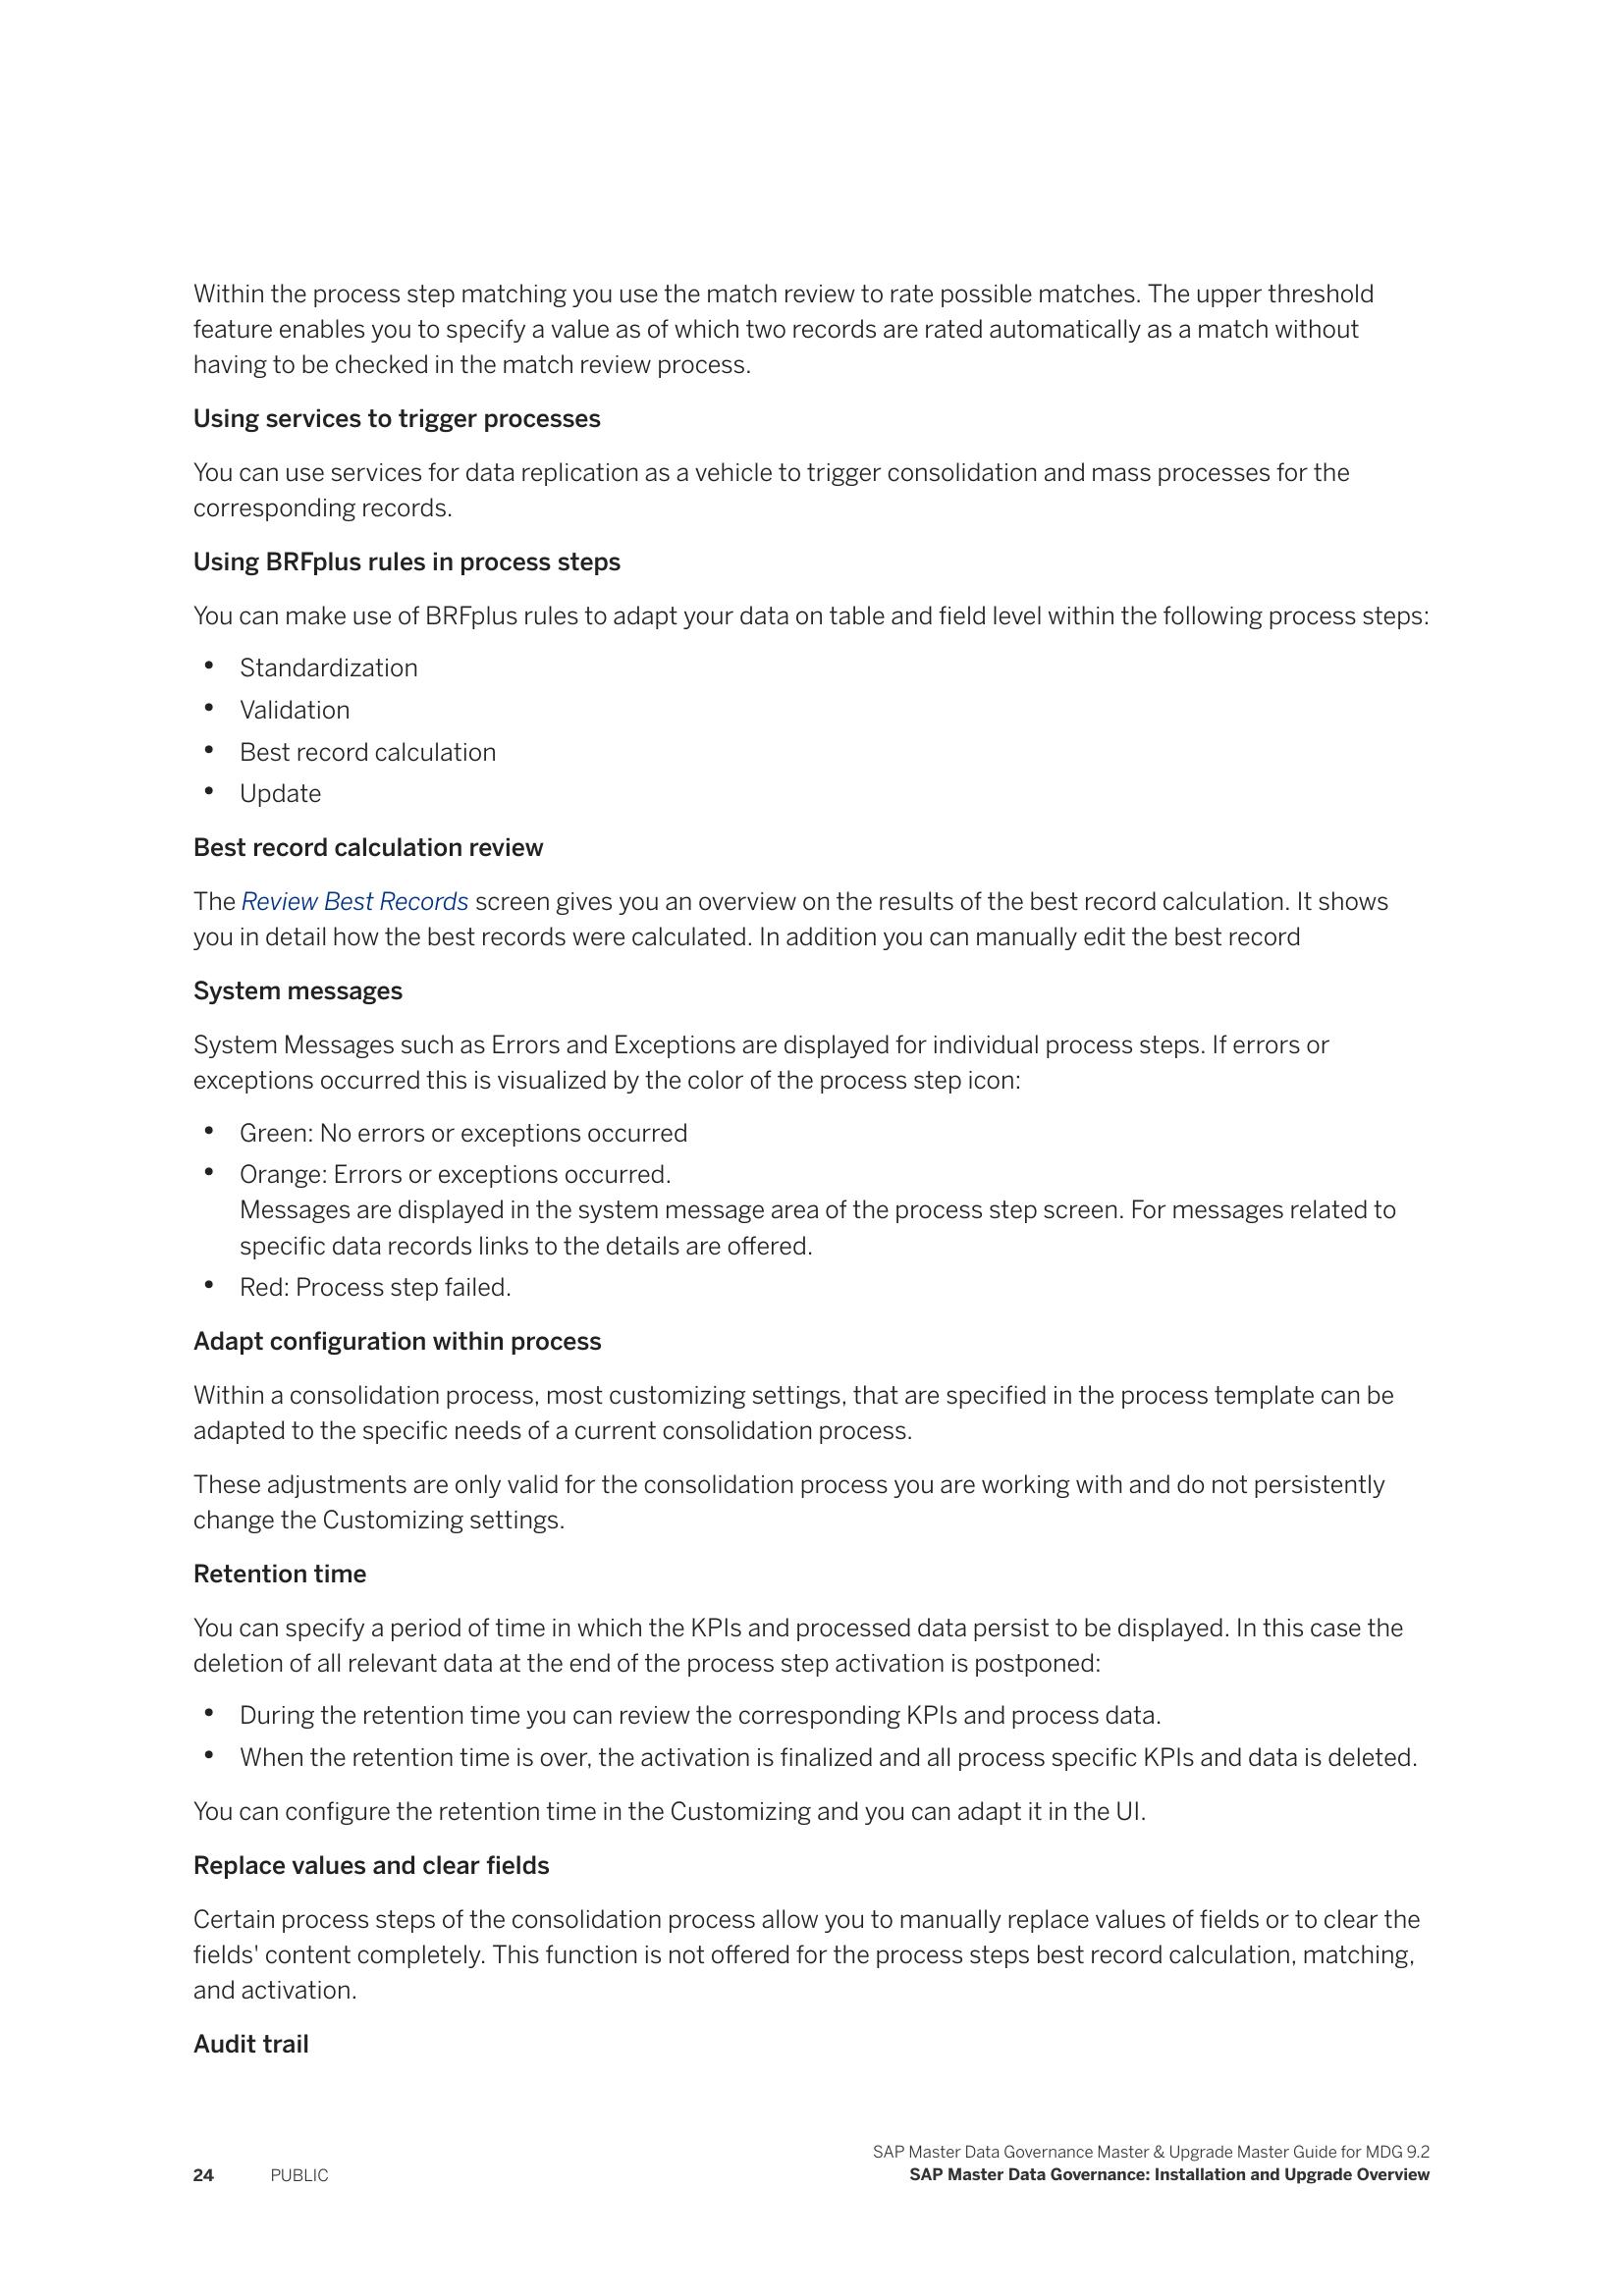 Within the process step matching you use the match review to rate possible matches. The upper threshold
feature enables you to specify a value as of which two records are rated automatically as a match without
having to be checked in the match review process.
Using services to trigger processes
You can use services for data replication as a vehicle to trigger consolidation and mass processes for the
corresponding records.
Using BRFplus rules in process steps
You can make use of BRFplus rules to adapt your data on table and field level within the following process steps:
• Standardization
• Validation
• Best record calculation
• Update
Best record calculation review
The Review Best Records screen gives you an overview on the results of the best record calculation. It shows
you in detail how the best records were calculated. In addition you can manually edit the best record
System messages
System Messages such as Errors and Exceptions are displayed for individual process steps. If errors or
exceptions occurred this is visualized by the color of the process step icon:
• Green: No errors or exceptions occurred
• Orange: Errors or exceptions occurred.
Messages are displayed in the system message area of the process step screen. For messages related to
specific data records links to the details are offered.
• Red: Process step failed.
Adapt configuration within process
Within a consolidation process, most customizing settings, that are specified in the process template can be
adapted to the specific needs of a current consolidation process.
These adjustments are only valid for the consolidation process you are working with and do not persistently
change the Customizing settings.
Retention time
You can specify a period of time in which the KPIs and processed data persist to be displayed. In this case the
deletion of all relevant data at the end of the process step activation is postponed:
• During the retention time you can review the corresponding KPIs and process data.
• When the retention time is over, the activation is finalized and all process specific KPIs and data is deleted.
You can configure the retention time in the Customizing and you can adapt it in the UI.
Replace values and clear fields
Certain process steps of the consolidation process allow you to manually replace values of fields or to clear the
fields' content completely. This function is not offered for the process steps best record calculation, matching,
and activation.
Audit trail
SAP Master Data Governance Master & Upgrade Master Guide for MDG 9.2
24 PUBLIC SAP Master Data Governance: Installation and Upgrade Overview